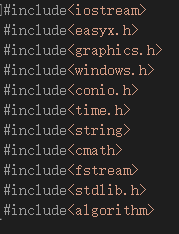 #include<iostream>
#include<easyx.h>
#include<graphics.h>
#include<windows.h>
#include<conio.h>
#include<time.h>
#include<string>
#include<cmath>
#include<fstream>
#include<stdlib.h>
#include<algorithm>